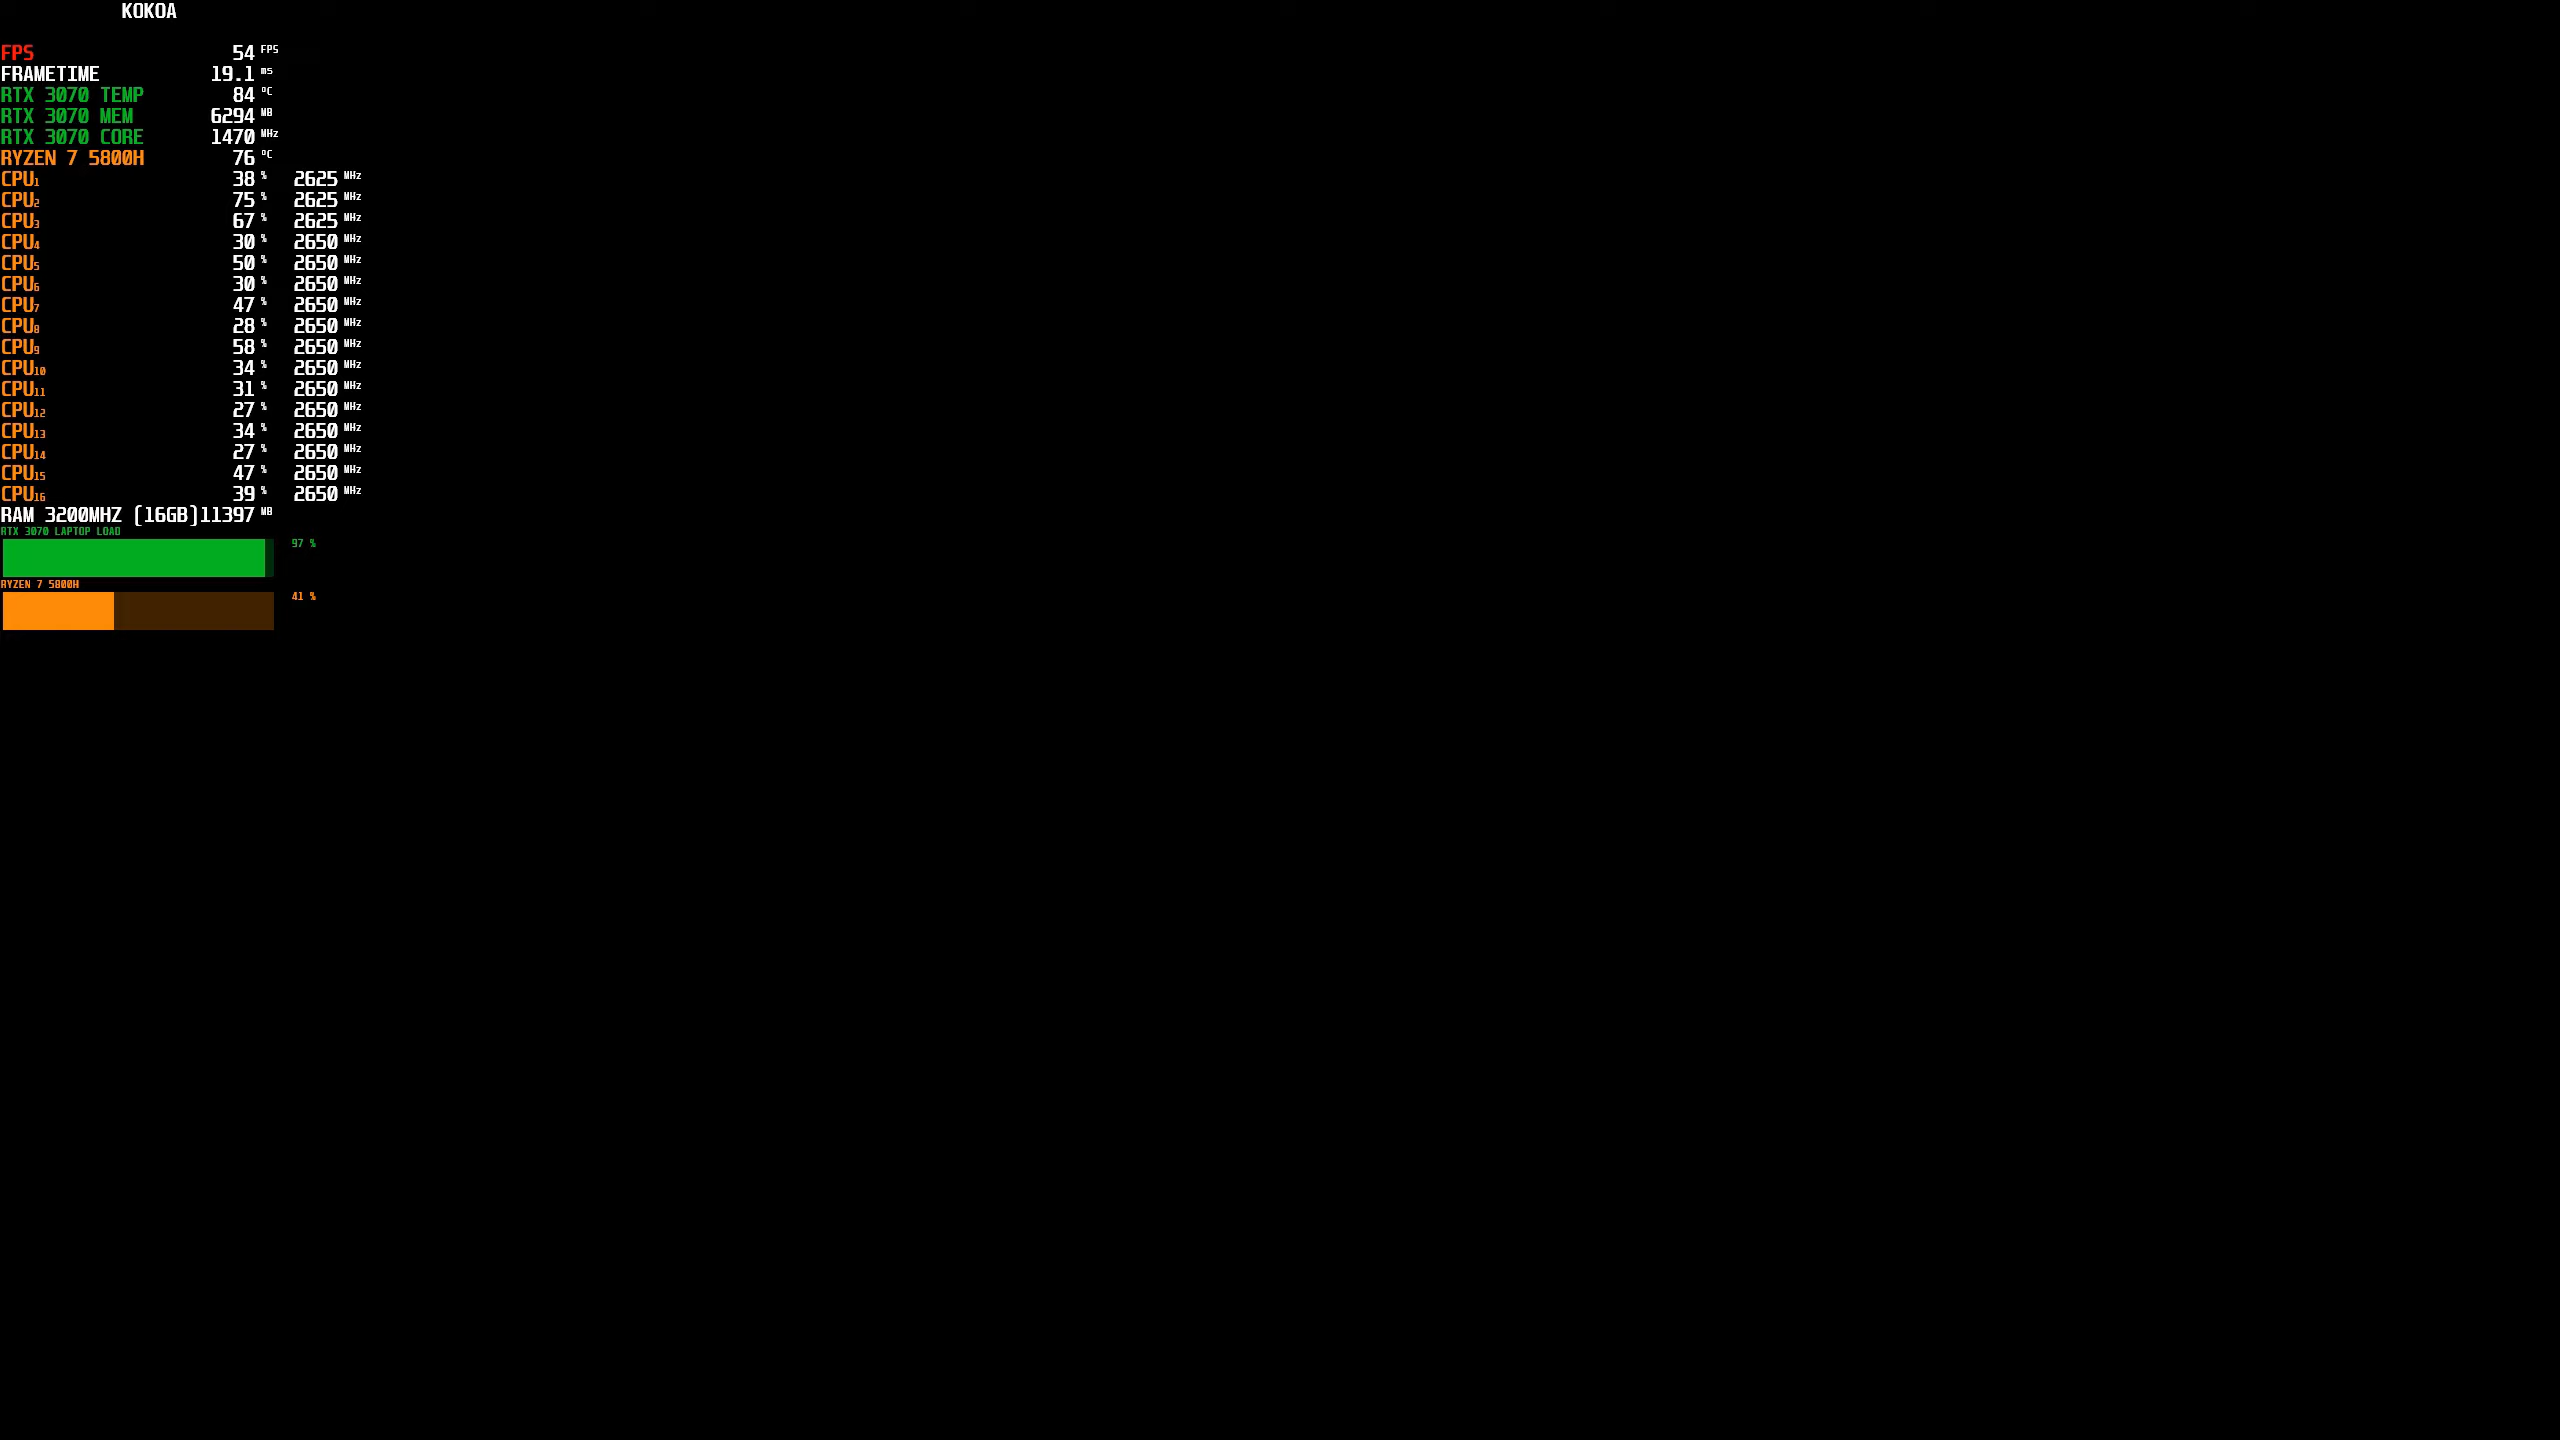 KOKOA
FPS 54 FPS
FRAMETIME 19.1 ms
RTX 3070 TEMP 84 °C
RTX 3070 MEM 6294 MB
RTX 3070 CORE 1470 MHz
RYZEN 7 5800H 76 °C
CPU1 38 % 2625 MHz
CPU2 75 % 2625 MHz
CPU3 67 % 2625 MHz
CPU4 30 % 2650 MHz
CPU5 50 % 2650 MHz
CPU6 30 % 2650 MHz
CPU7 47 % 2650 MHz
CPU8 28 % 2650 MHz
CPU9 58 % 2650 MHz
CPU10 34 % 2650 MHz
CPU11 31 % 2650 MHz
CPU12 27 % 2650 MHz
CPU13 34 % 2650 MHz
CPU14 27 % 2650 MHz
CPU15 47 % 2650 MHz
CPU16 39 % 2650 MHz
RAM 3200MHZ (16GB)11397 MB
RTX 3070 LAPTOP LOAD
97 %
RYZEN 7 5800H
41 %